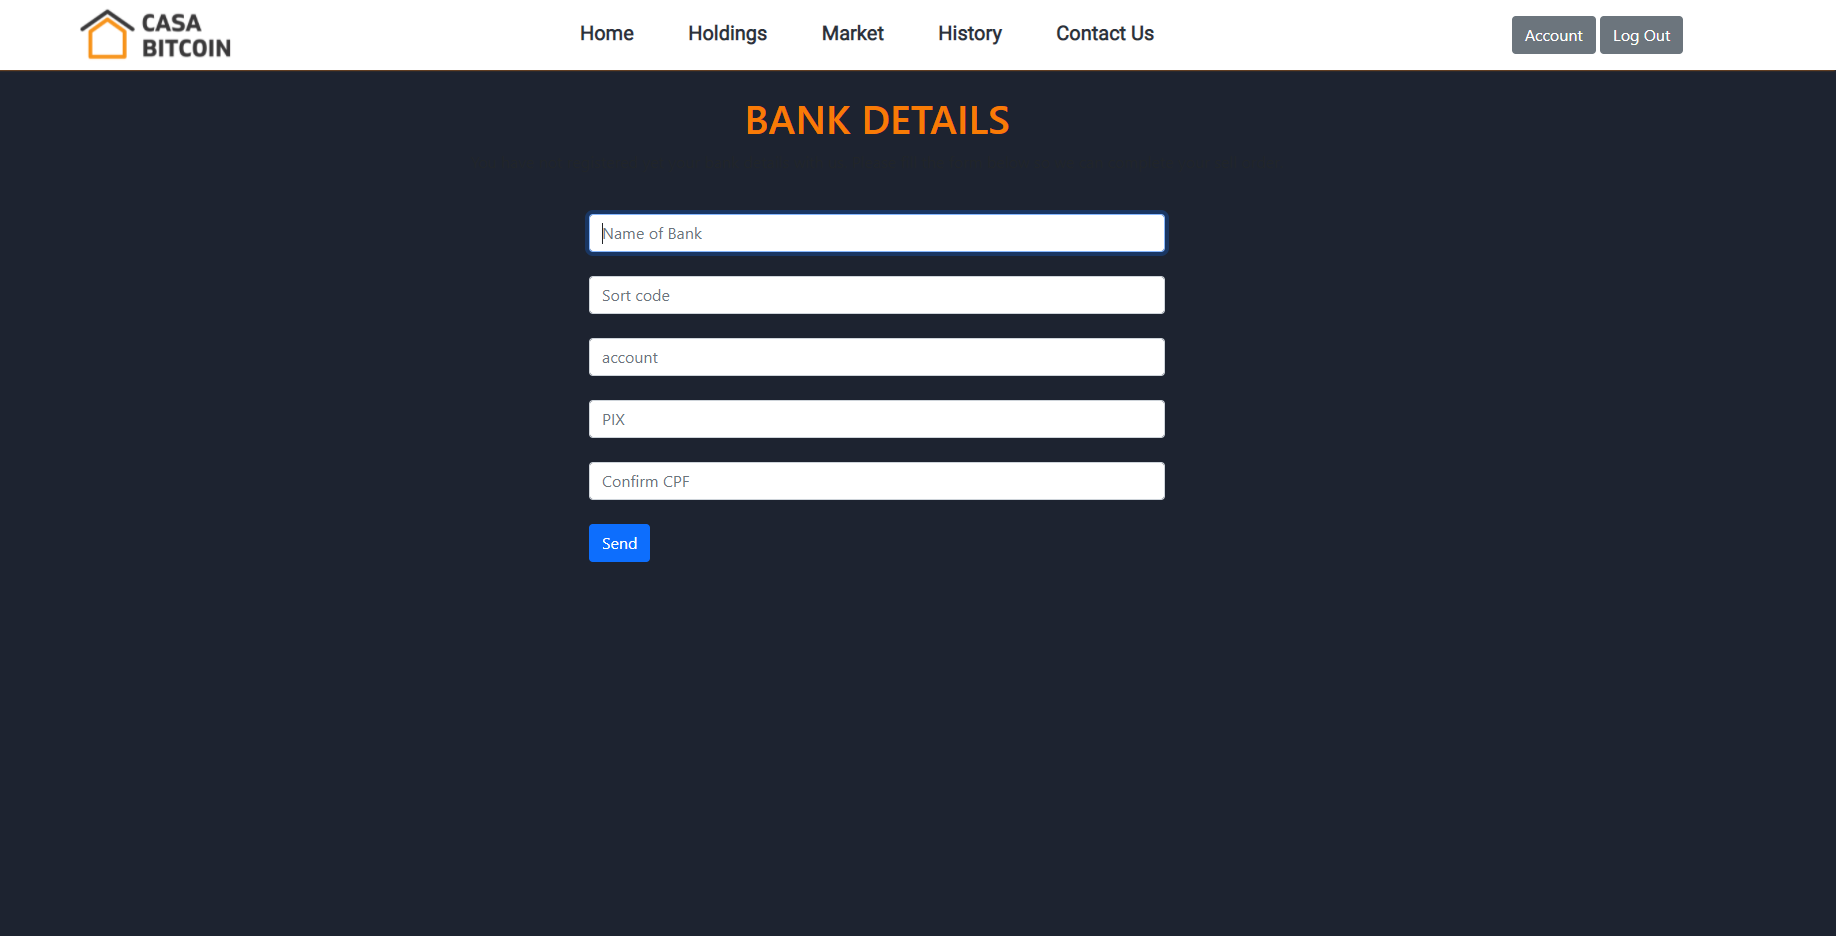 CASA
BITCOIN
Home Holdings Market History Contact Us
Account Log Out
BANK DETAILS
Name of Bank
Sort code
account
PIX
Confirm CPF
Send